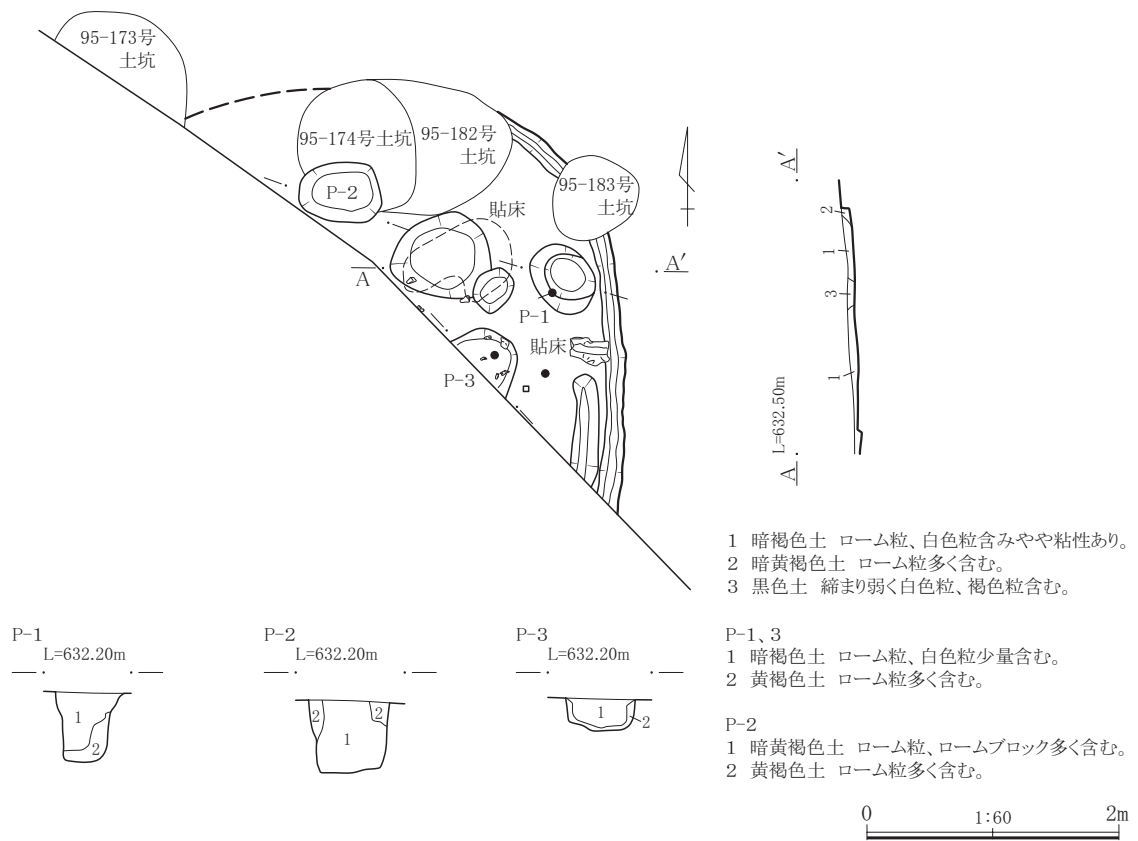 95-173号
土坑
95-174号土坑
95-182号
土坑
95-183号
土坑
P-2
貼床
A
A′
P-1
貼床
P-3
A′
2
1
3
1
L=632.50m
A
1 暗褐色土 ローム粒、白色粒含みやや粘性あり。
2 暗黄褐色土 ローム粒多く含む。
3 黒色土 締まり弱く白色粒、褐色粒含む。
P-1
L=632.20m
1
2
P-2
L=632.20m
2
2
1
P-3
L=632.20m
1
2
P-1、3
1 暗褐色土 ローム粒、白色粒少量含む。
2 黄褐色土 ローム粒多く含む。
P-2
1 暗黄褐色土 ローム粒、ロームブロック多く含む。
2 黄褐色土 ローム粒多く含む。
0 1:60 2m